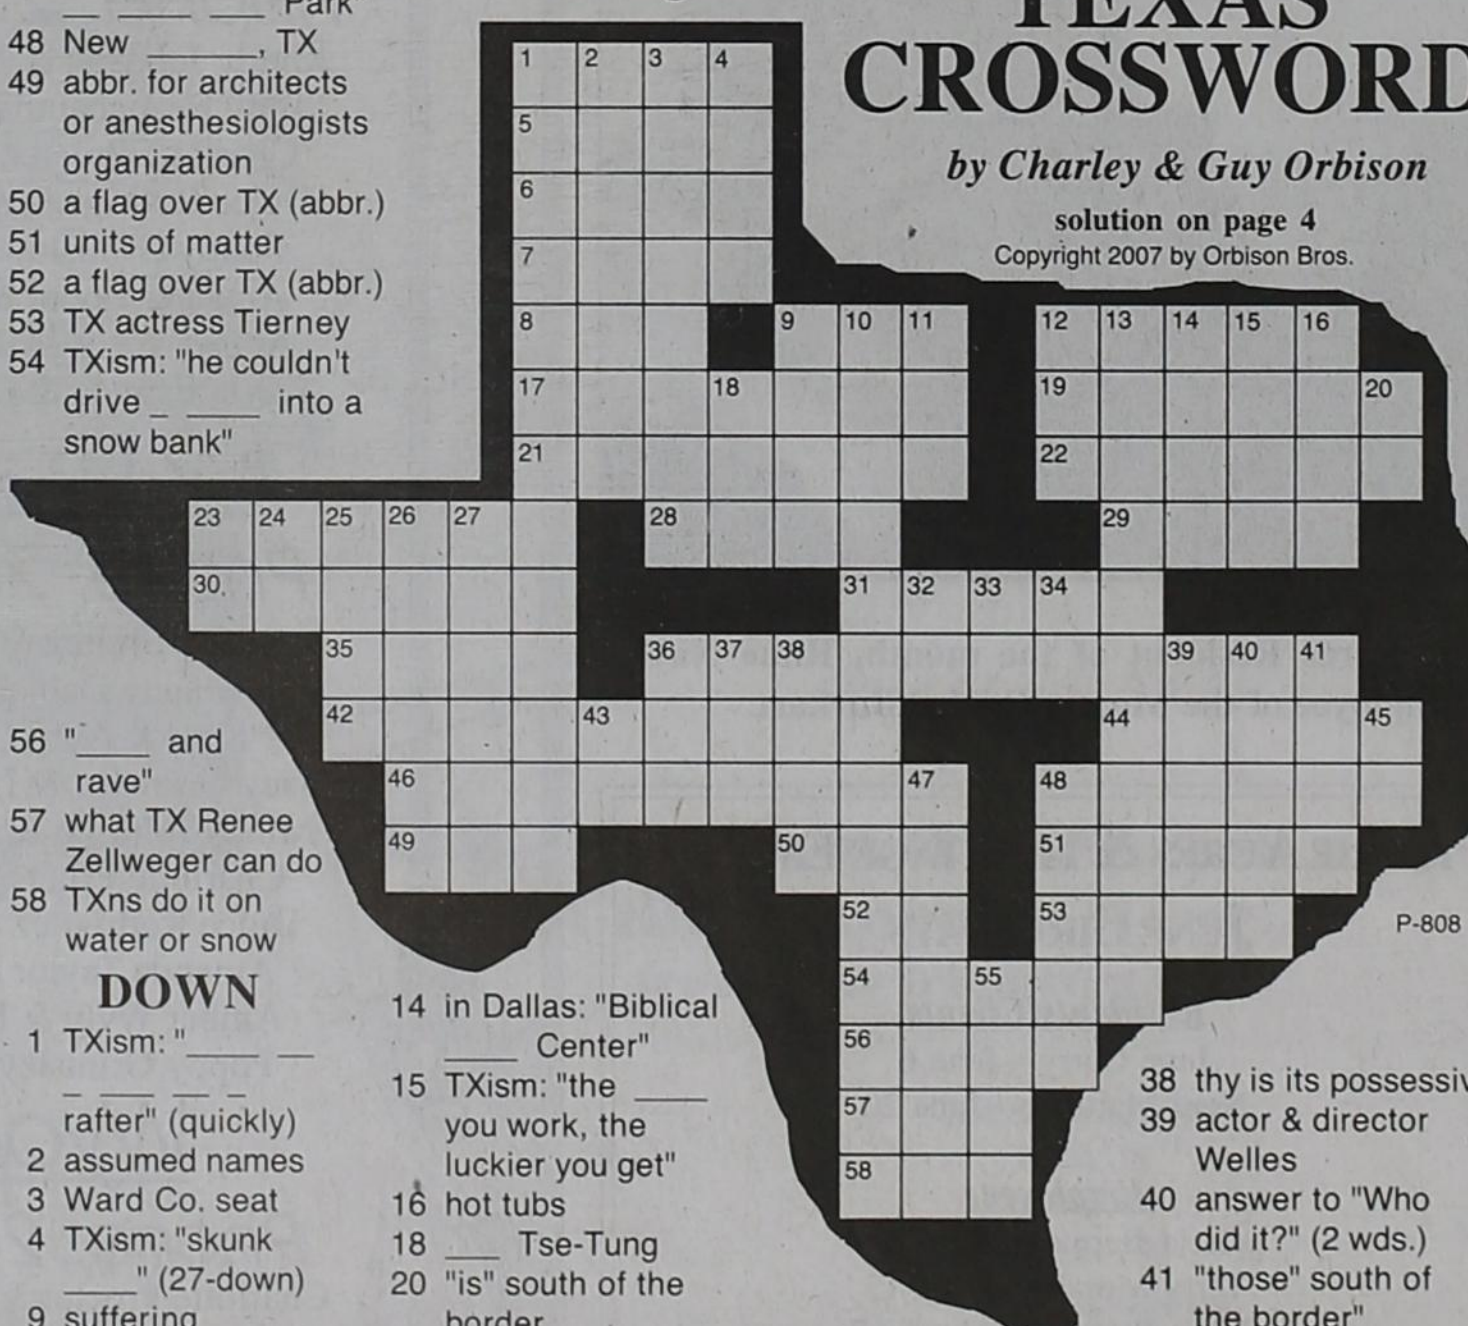 Park
48 New ______, TX
49 abbr. for architects
or anesthesiologists
organization
50 a flag over TX (abbr.)
51 units of matter
52 a flag over TX (abbr.)
53 TX actress Tierney
54 TXism: "he couldn't
drive _ ____ into a
snow bank"
56 "____ and
rave"
57 what TX Renee
Zellweger can do
58 TXns do it on
water or snow
DOWN
1 TXism: "____ __
_ ___ __ _
rafter" (quickly)
2 assumed names
3 Ward Co. seat
4 TXism: "skunk
____" (27-down)
9 suffering
14 in Dallas: "Biblical
____ Center"
15 TXism: "the ____
you work, the
luckier you get"
16 hot tubs
18 ___ Tse-Tung
20 "is" south of the
border
38 thy is its possessiv
39 actor & director
Welles
40 answer to "Who
did it?" (2 wds.)
41 "those" south of
the border"
TEXAS
CROSSWORD
by Charley & Guy Orbison
solution on page 4
Copyright 2007 by Orbison Bros.
1 2 3 4
5
6
7
8 9 10 11 12 13 14 15 16
17 18 19 20
21 22
23 24 25 26 27 28 29
30 31 32 33 34
35 36 37 38 39 40 41
42 43 44 45
46 47 48
49 50 51
52 53
P-808
54 55
56
57
58